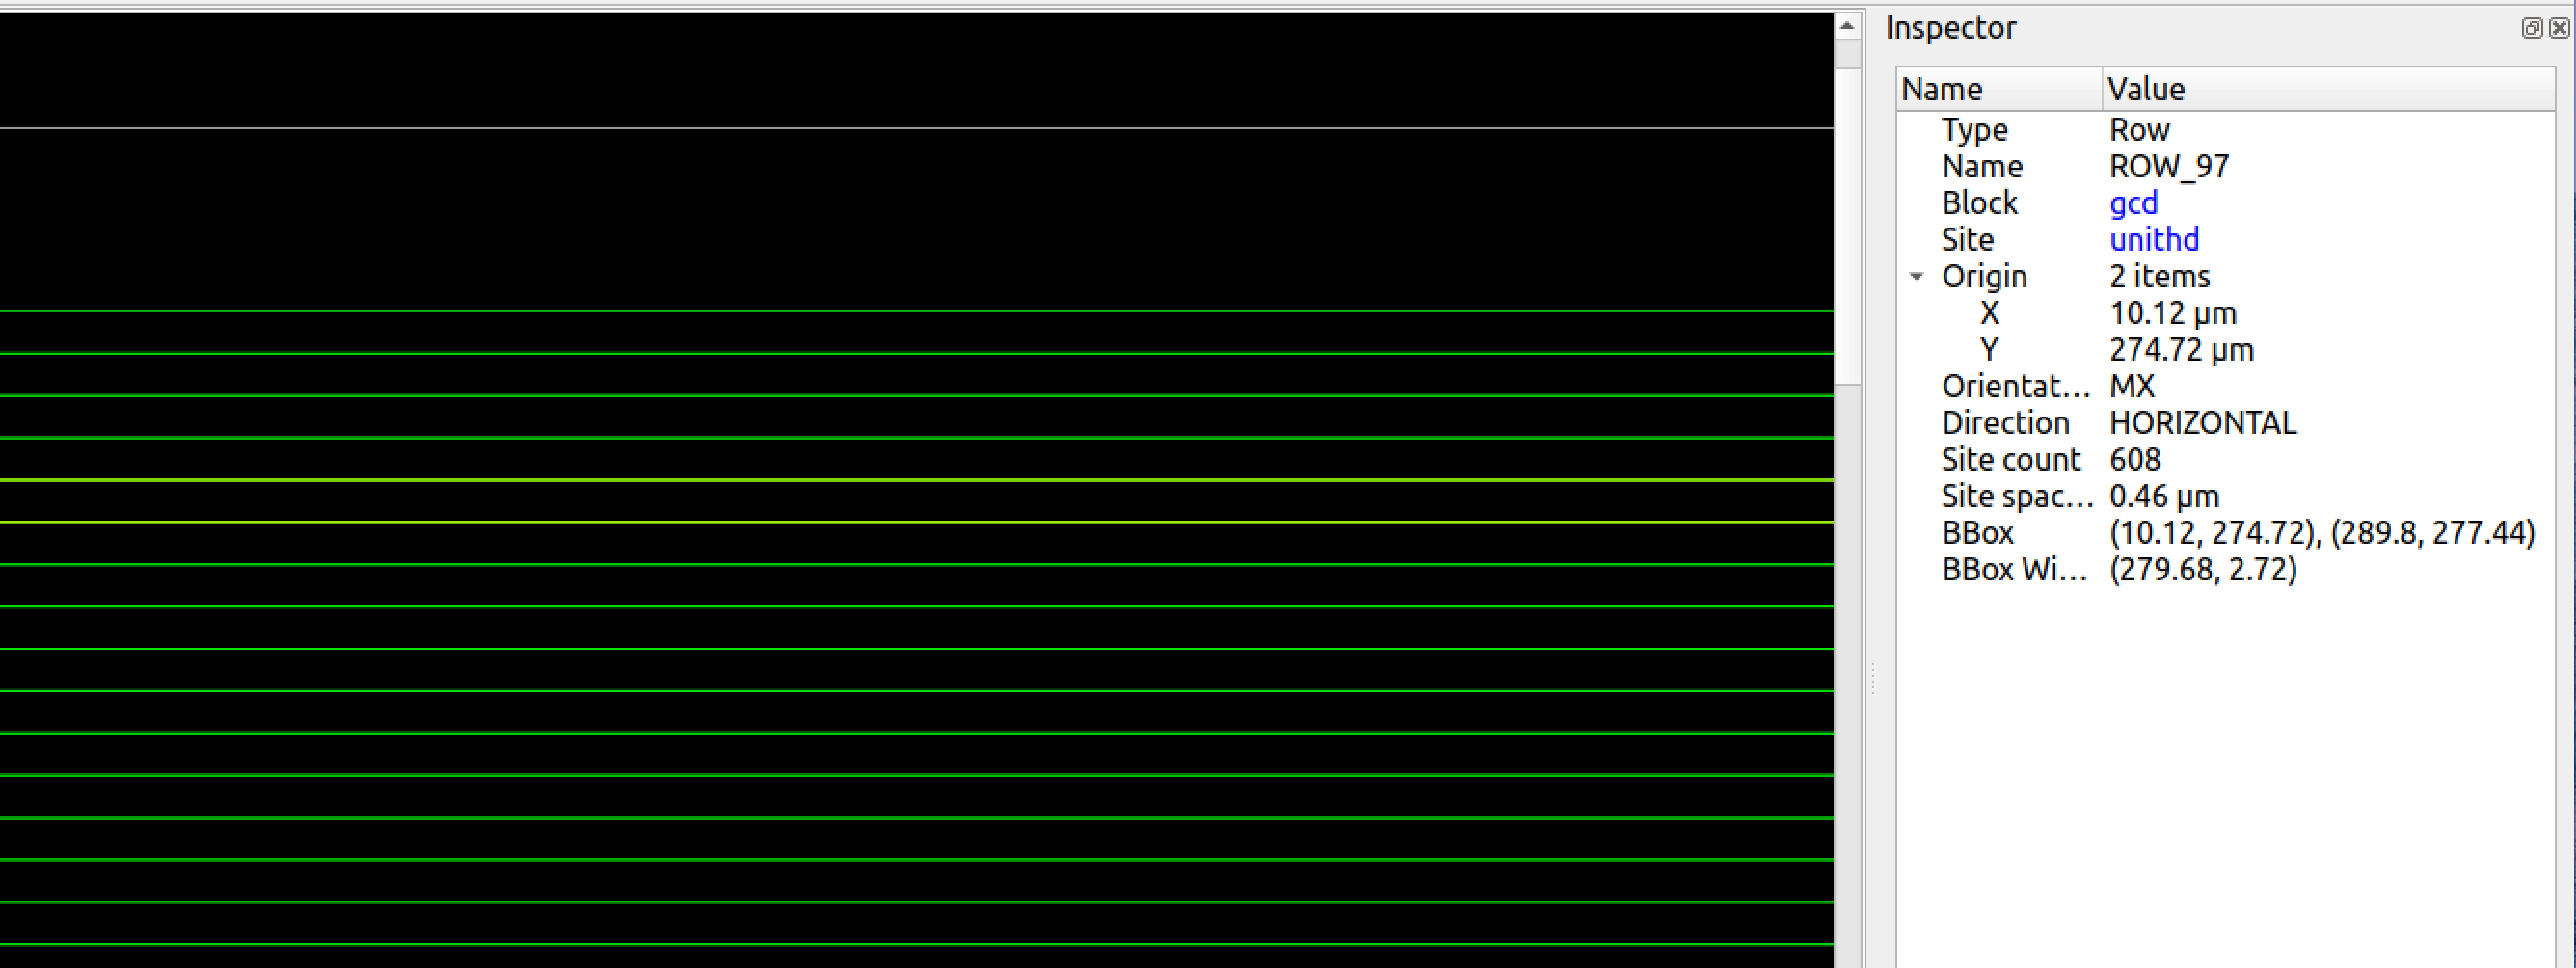 Inspector
Name Value
Type Row
Name ROW_97
Block gcd
Site unithd
Origin 2 items
X 10.12 μm
Y 274.72 μm
Orientat... MX
Direction HORIZONTAL
Site count 608
Site spac... 0.46 μm
BBox (10.12, 274.72), (289.8, 277.44)
BBox Wi... (279.68, 2.72)